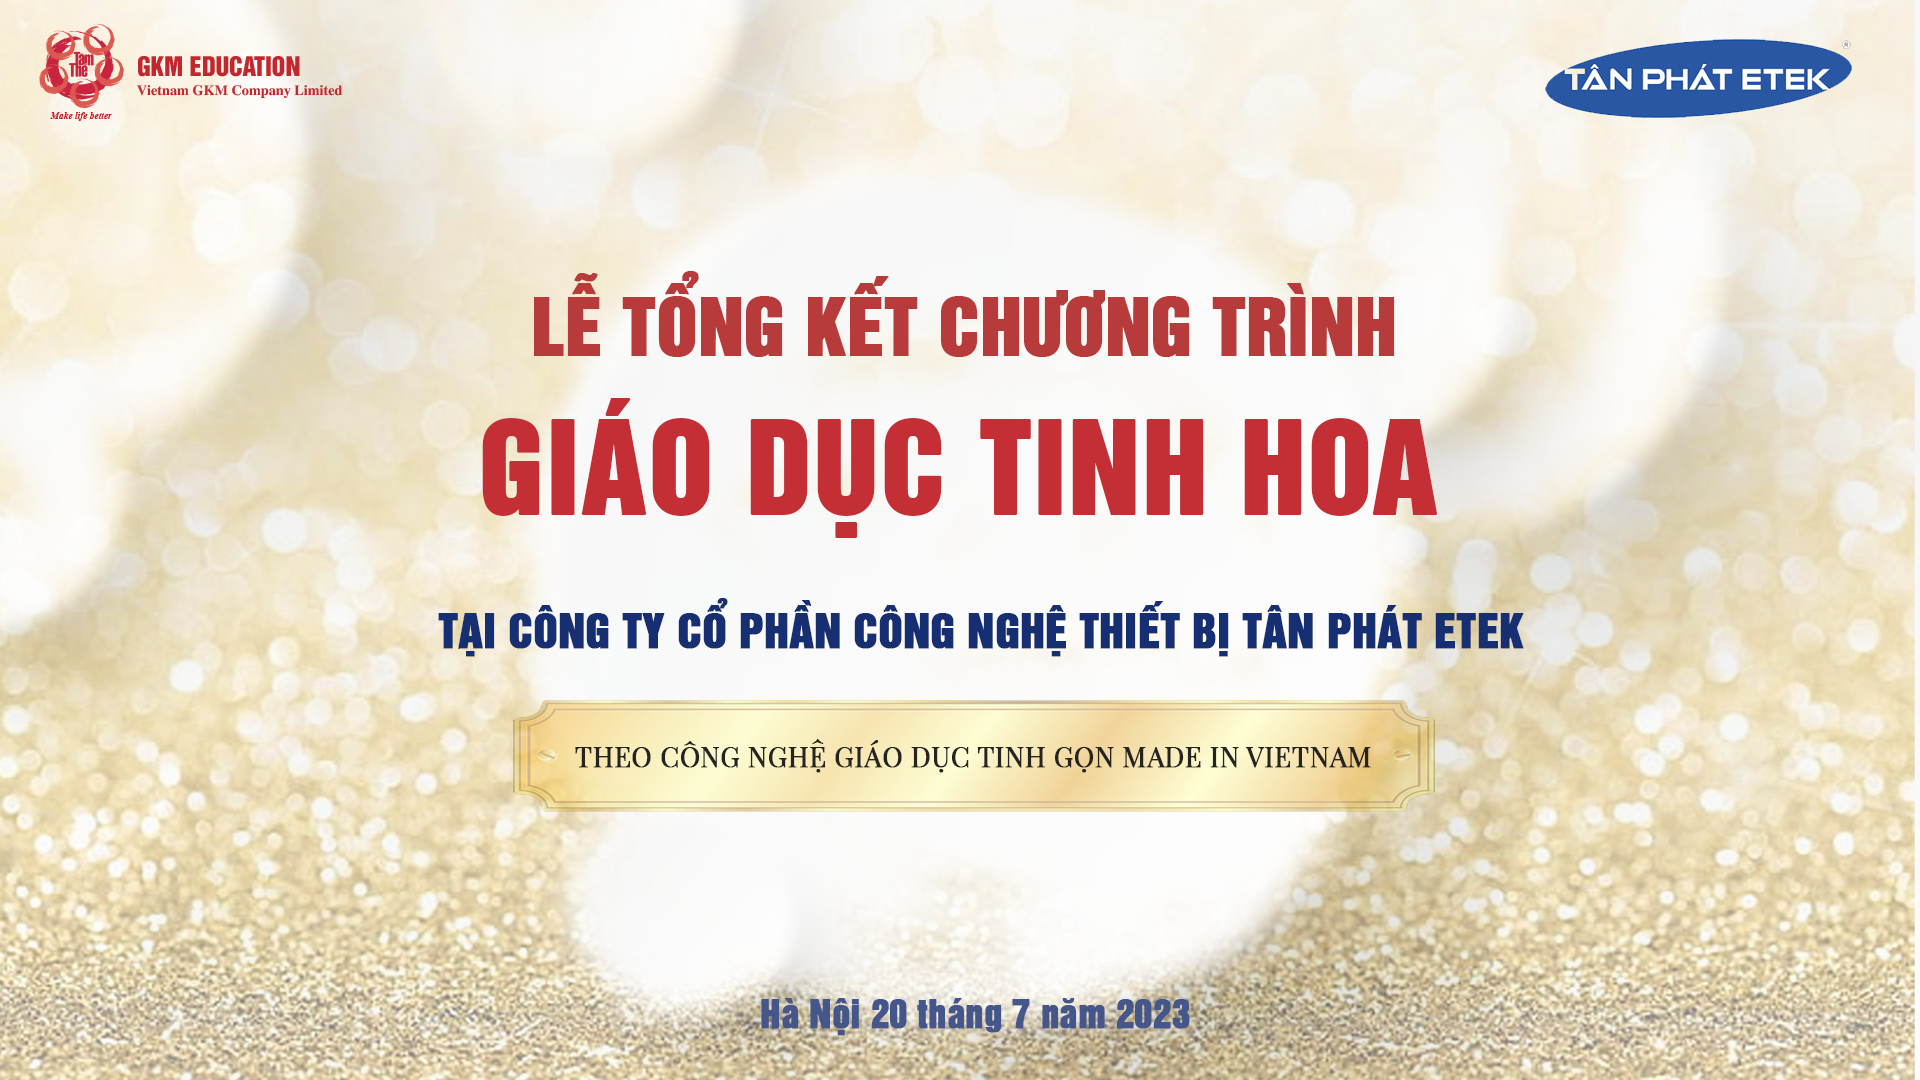 Tâm
Thế
GKM EDUCATION
Vietnam GKM Company Limited
Make life better
TÂN PHÁT ETEK ®
LỄ TỔNG KẾT CHƯƠNG TRÌNH
GIÁO DỤC TINH HOA
TẠI CÔNG TY CỔ PHẦN CÔNG NGHỆ THIẾT BỊ TÂN PHÁT ETEK
THEO CÔNG NGHỆ GIÁO DỤC TINH GỌN MADE IN VIETNAM
Hà Nội 20 tháng 7 năm 2023